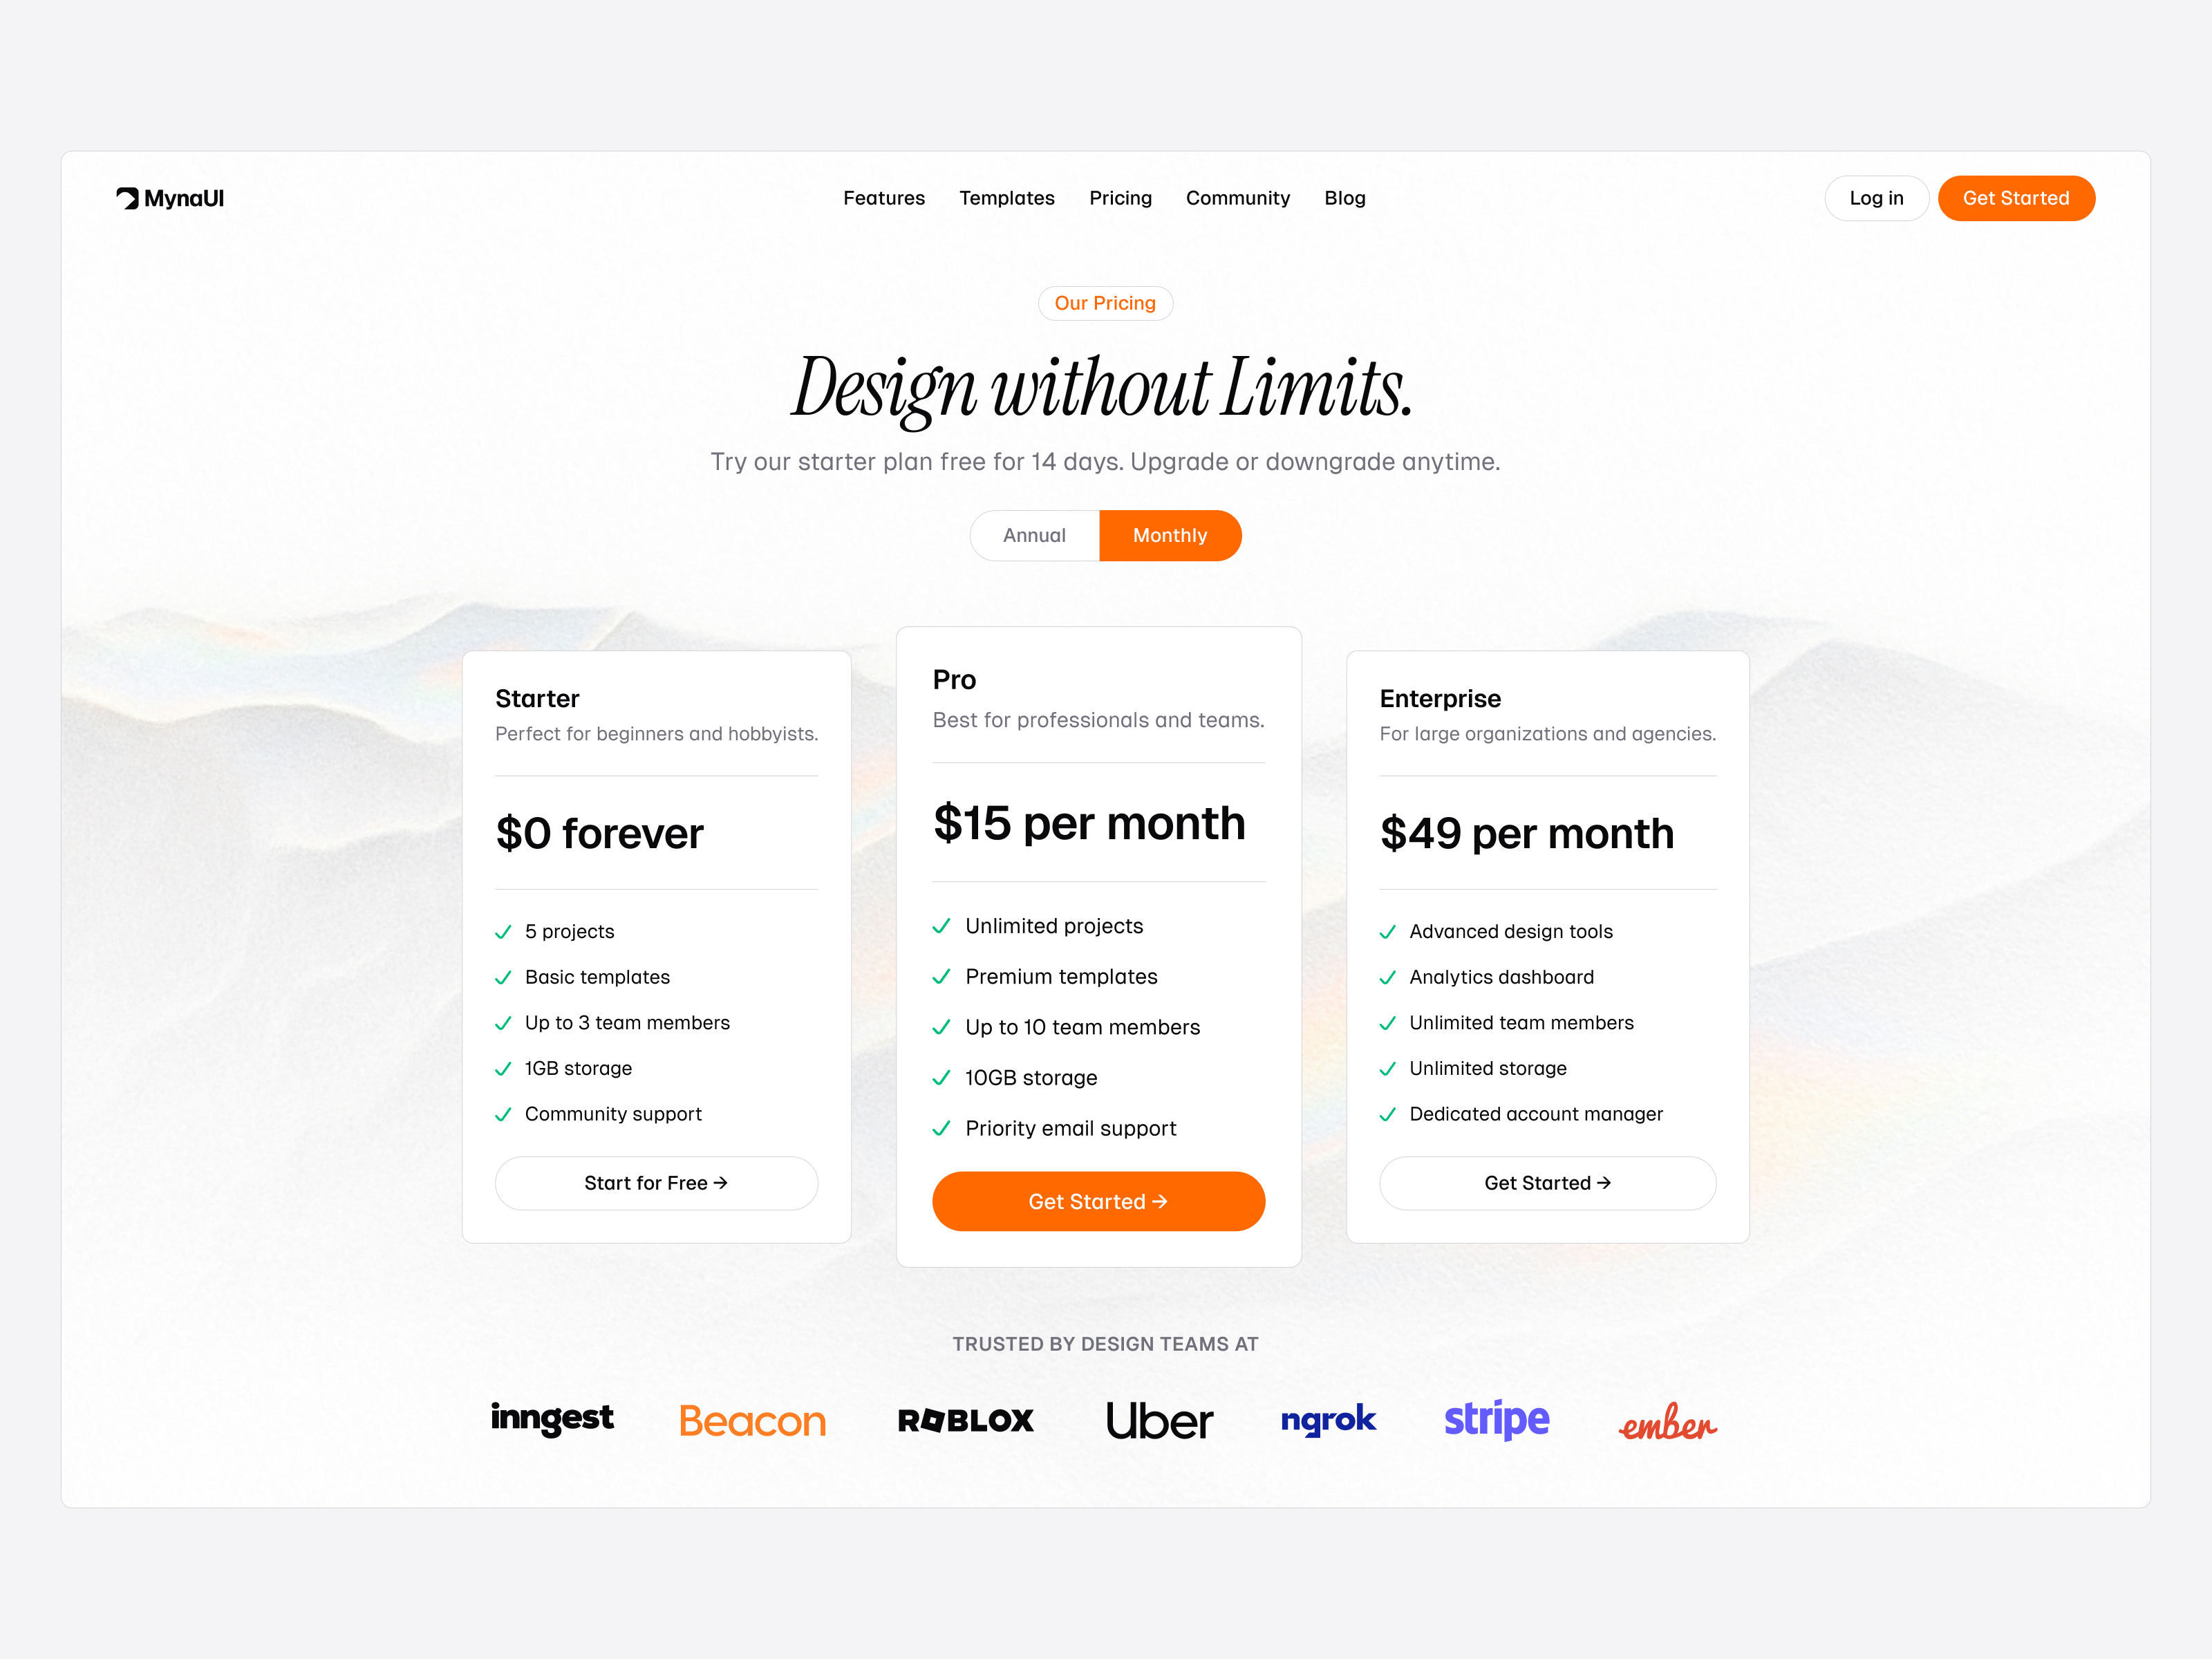 MynaUI
Features Templates Pricing Community Blog
Log in Get Started
Our Pricing
Design without Limits.
Try our starter plan free for 14 days. Upgrade or downgrade anytime.
Annual Monthly
Starter
Perfect for beginners and hobbyists.
$0 forever
5 projects
Basic templates
Up to 3 team members
1GB storage
Community support
Start for Free →
Pro
Best for professionals and teams.
$15 per month
Unlimited projects
Premium templates
Up to 10 team members
10GB storage
Priority email support
Get Started →
Enterprise
For large organizations and agencies.
$49 per month
Advanced design tools
Analytics dashboard
Unlimited team members
Unlimited storage
Dedicated account manager
Get Started →
TRUSTED BY DESIGN TEAMS AT
inngest Beacon ROBLOX Uber ngrok stripe ember